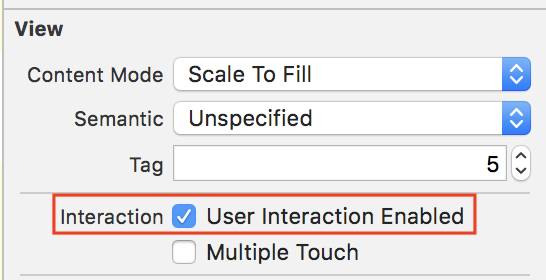 View
Content Mode Scale To Fill
Semantic Unspecified
Tag 5
Interaction User Interaction Enabled
Multiple Touch